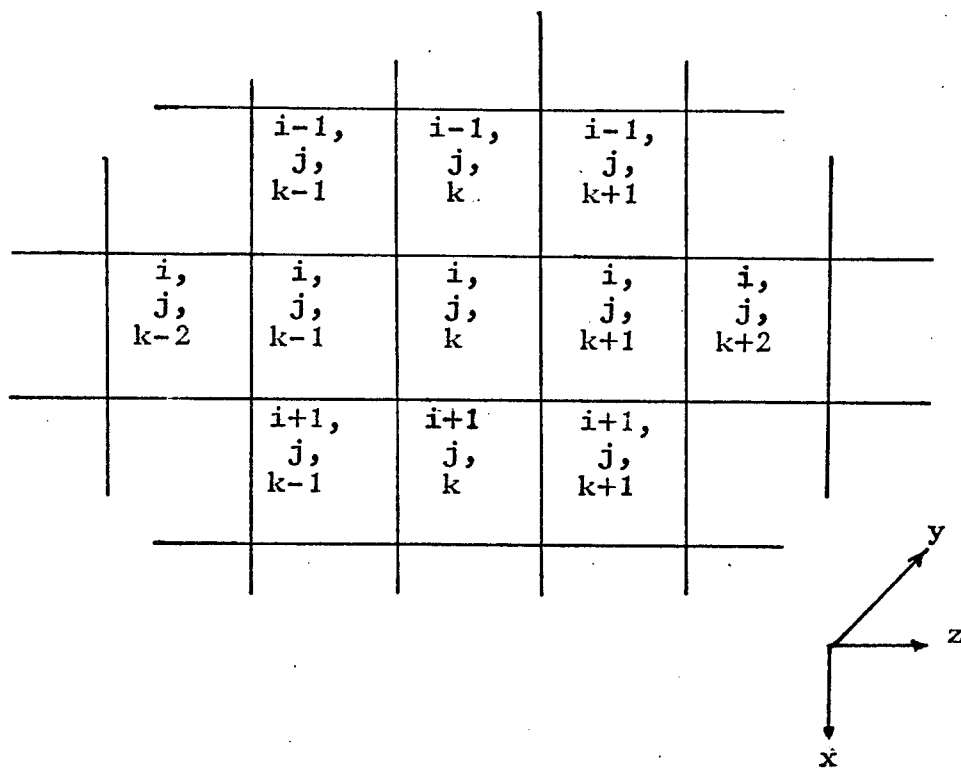 i-1,
j,
k-1
i-1,
j,
k
i-1,
j,
k+1
i,
j,
k-2
i,
j,
k-1
i,
j,
k
i,
j,
k+1
i,
j,
k+2
i+1,
j,
k-1
i+1
j,
k
i+1,
j,
k+1
y
z
x